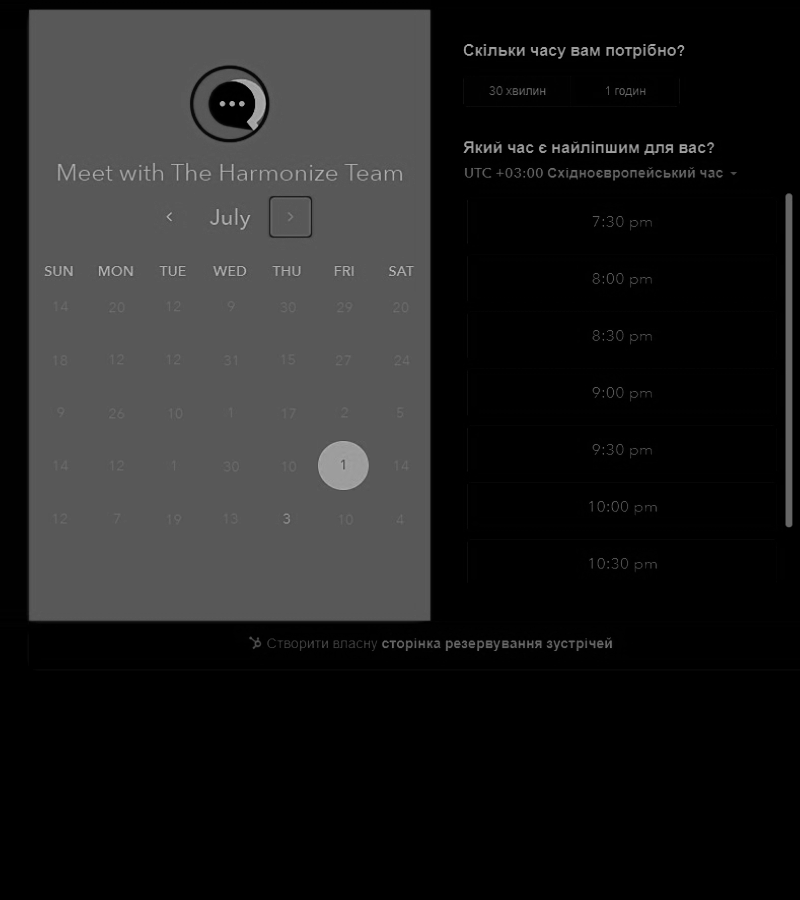 Meet with The Harmonize Team
July
SUN MON TUE WED THU FRI SAT
14 20 12 9 30 29 20
18 12 12 31 15 27 24
9 26 10 1 17 2 5
14 12 1 30 10 1 14
12 7 19 13 3 10 4
Скільки часу вам потрібно?
30 хвилин 1 годин
Який час є найліпшим для вас?
UTC +03:00 Східноєвропейський час
7:30 pm
8:00 pm
8:30 pm
9:00 pm
9:30 pm
10:00 pm
10:30 pm
Створити власну сторінка резервування зустрічей